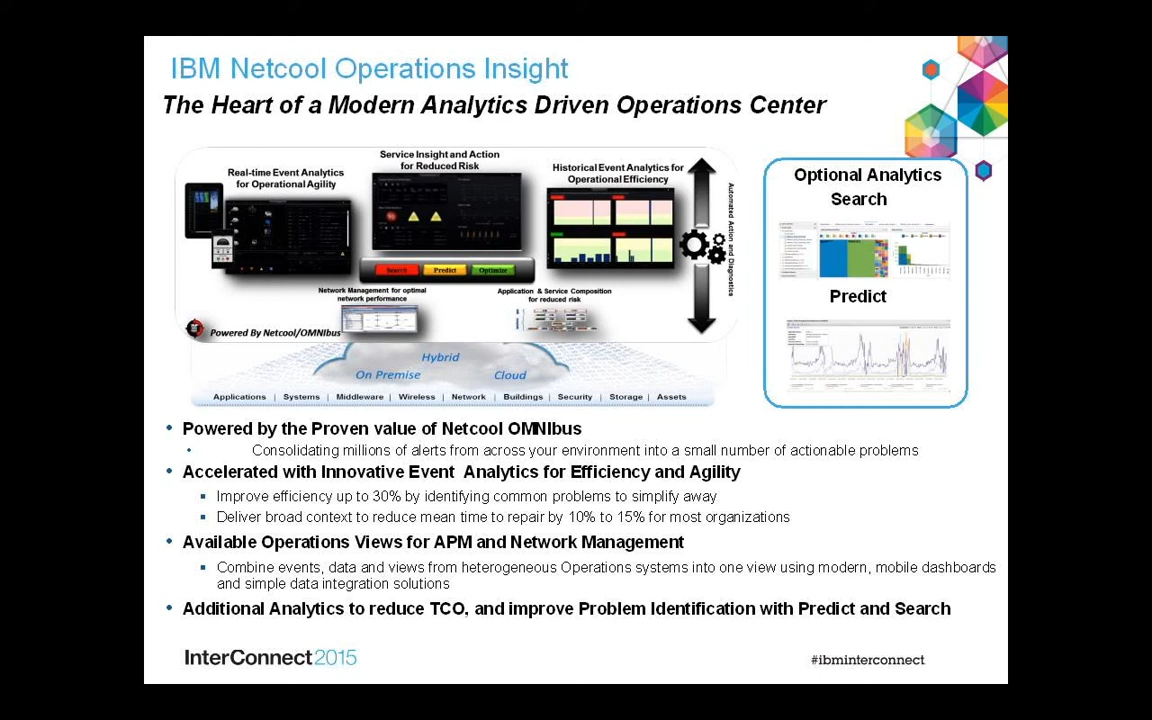 IBM Netcool Operations Insight
The Heart of a Modern Analytics Driven Operations Center
Real-time Event Analytics
for Operational Agility
Service Insight and Action
for Reduced Risk
Historical Event Analytics for
Operational Efficiency
Automated Action and Diagnostics
Search
Predict
Optimize
Network Management for optimal
network performance
Application & Service Composition
for reduced risk
Powered By Netcool/OMNIbus
Hybrid
On Premise
Cloud
Applications | Systems | Middleware | Wireless | Network | Buildings | Security | Storage | Assets
Optional Analytics
Search
Predict
• Powered by the Proven value of Netcool OMNIbus
• Consolidating millions of alerts from across your environment into a small number of actionable problems
• Accelerated with Innovative Event Analytics for Efficiency and Agility
▪ Improve efficiency up to 30% by identifying common problems to simplify away
▪ Deliver broad context to reduce mean time to repair by 10% to 15% for most organizations
• Available Operations Views for APM and Network Management
▪ Combine events, data and views from heterogeneous Operations systems into one view using modern, mobile dashboards
and simple data integration solutions
• Additional Analytics to reduce TCO, and improve Problem Identification with Predict and Search
InterConnect2015
#ibminterconnect